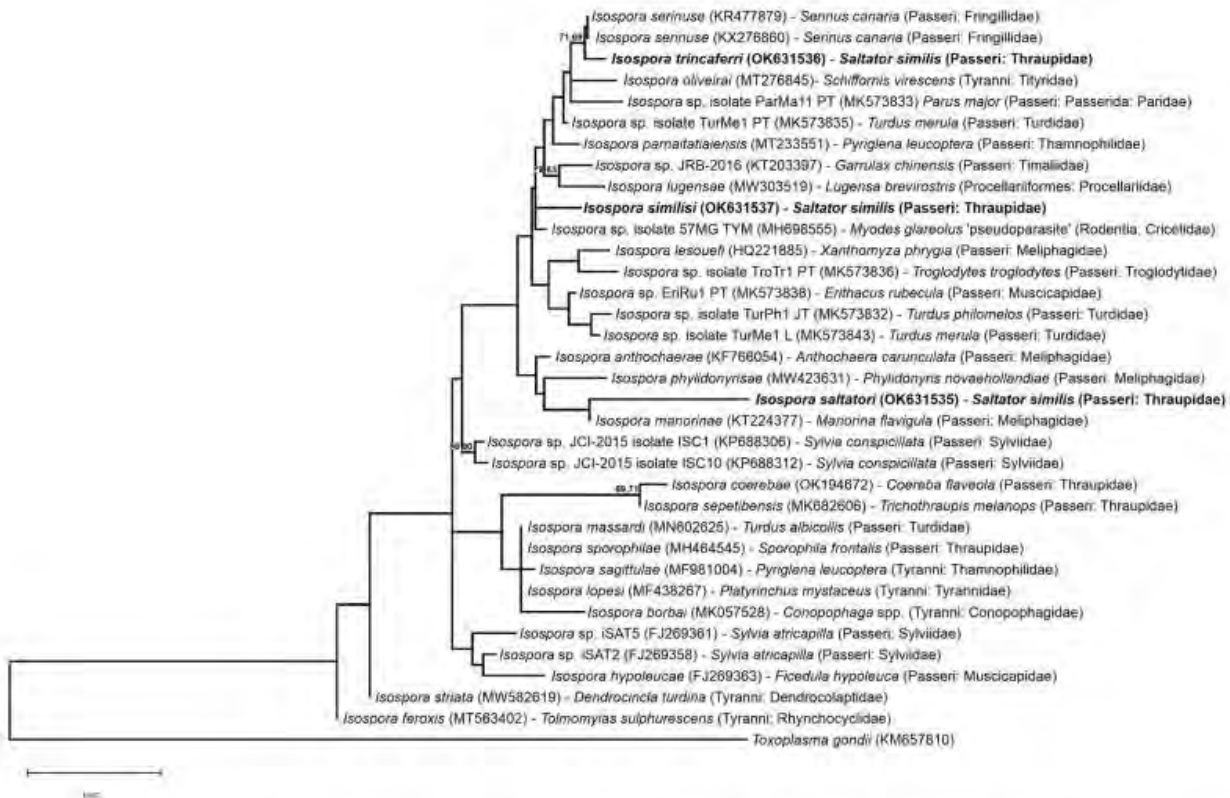 Isospora serinuse (KR477879) - Serinus canaria (Passeri: Fringillidae)
Isospora serinuse (KX276860) - Serinus canaria (Passeri: Fringillidae)
71,69
Isospora trincaferri (OK631536) - Saltator similis (Passeri: Thraupidae)
Isospora oliveirai (MT276845)- Schiffornis virescens (Tyranni: Tityridae)
Isospora sp. isolate ParMa11 PT (MK573833) Parus major (Passeri: Passerida: Paridae)
Isospora sp. isolate TurMe1 PT (MK573835) - Turdus merula (Passeri: Turdidae)
Isospora parnaitatiaiensis (MT233551) - Pyriglena leucoptera (Passeri: Thamnophilidae)
Isospora sp. JRB-2016 (KT203397) - Garrulax chinensis (Passer: Timaliidae)
Isospora lugensae (MW303519) - Lugensa brevirostris (Procellariiformes: Procellariidae)
Isospora similisi (OK631537) - Saltator similis (Passeri: Thraupidae)
Isospora sp. isolate 57MG TYM (MH698555) - Myodes glareolus 'pseudoparasite' (Rodentia, Cricetidae)
Isospora lesouefi (HQ221885) - Xanthomyza phrygia (Passeri: Meliphagidae)
Isospora sp. isolate TroTr1 PT (MK573836) - Troglodytes troglodytes (Passeri: Troglodytidae)
Isospora sp. EriRu1 PT (MK573838) - Erithacus rubecula (Passeri: Muscicapidae)
Isospora sp. isolate TurPh1 JT (MK573832) - Turdus philomelos (Passeri: Turdidae)
Isospora sp. isolate TurMe1 L (MK573843) - Turdus merula (Passeri: Turdidae)
Isospora anthochaerae (KF766054) - Anthochaera carunculata (Passeri: Meliphagidae)
Isospora phylidonyrisae (MW423631) - Phylidonyris novaehollandiae (Passeri: Meliphagidae)
Isospora saltatori (OK631535) - Saltator similis (Passeri: Thraupidae)
Isospora manorinae (KT224377) - Manorina flavigula (Passeri: Meliphagidae)
Isospora sp. JCI-2015 isolate ISC1 (KP688306) - Sylvia conspicillata (Passeri: Sylviidae)
Isospora sp. JCI-2015 isolate ISC10 (KP688312) - Sylvia conspicillata (Passeri: Sylviidae)
Isospora coerebae (OK194672) - Coereba flaveola (Passeri: Thraupidae)
69,71
Isospora sepetibensis (MK682606) - Trichothraupis melanops (Passeri: Thraupidae)
Isospora massardi (MN602625) - Turdus albicollis (Passeri: Turdidae)
Isospora sporophilae (MH464545) - Sporophila frontalis (Passeri: Thraupidae)
Isospora sagittulae (MF981004) - Pyriglena leucoptera (Tyranni: Thamnophilidae)
Isospora lopesi (MF438267) - Platyrinchus mystaceus (Tyranni: Tyrannidae)
Isospora borbai (MK057528) - Conopophaga spp. (Tyranni: Conopophagidae)
Isospora sp. iSAT5 (FJ269361) - Sylvia atricapilla (Passeri: Sylviidae)
Isospora sp. iSAT2 (FJ269358) - Sylvia atricapilla (Passeri: Sylviidae)
Isospora hypoleucae (FJ269363) - Ficedula hypoleuca (Passeri: Muscicapidae)
Isospora striata (MW582619) - Dendrocincla turdina (Tyranni: Dendrocolaptidae)
Isospora feroxis (MT563402) - Tolmomyias sulphurescens (Tyranni: Rhynchocyclidae)
Toxoplasma gondii (KM657810)